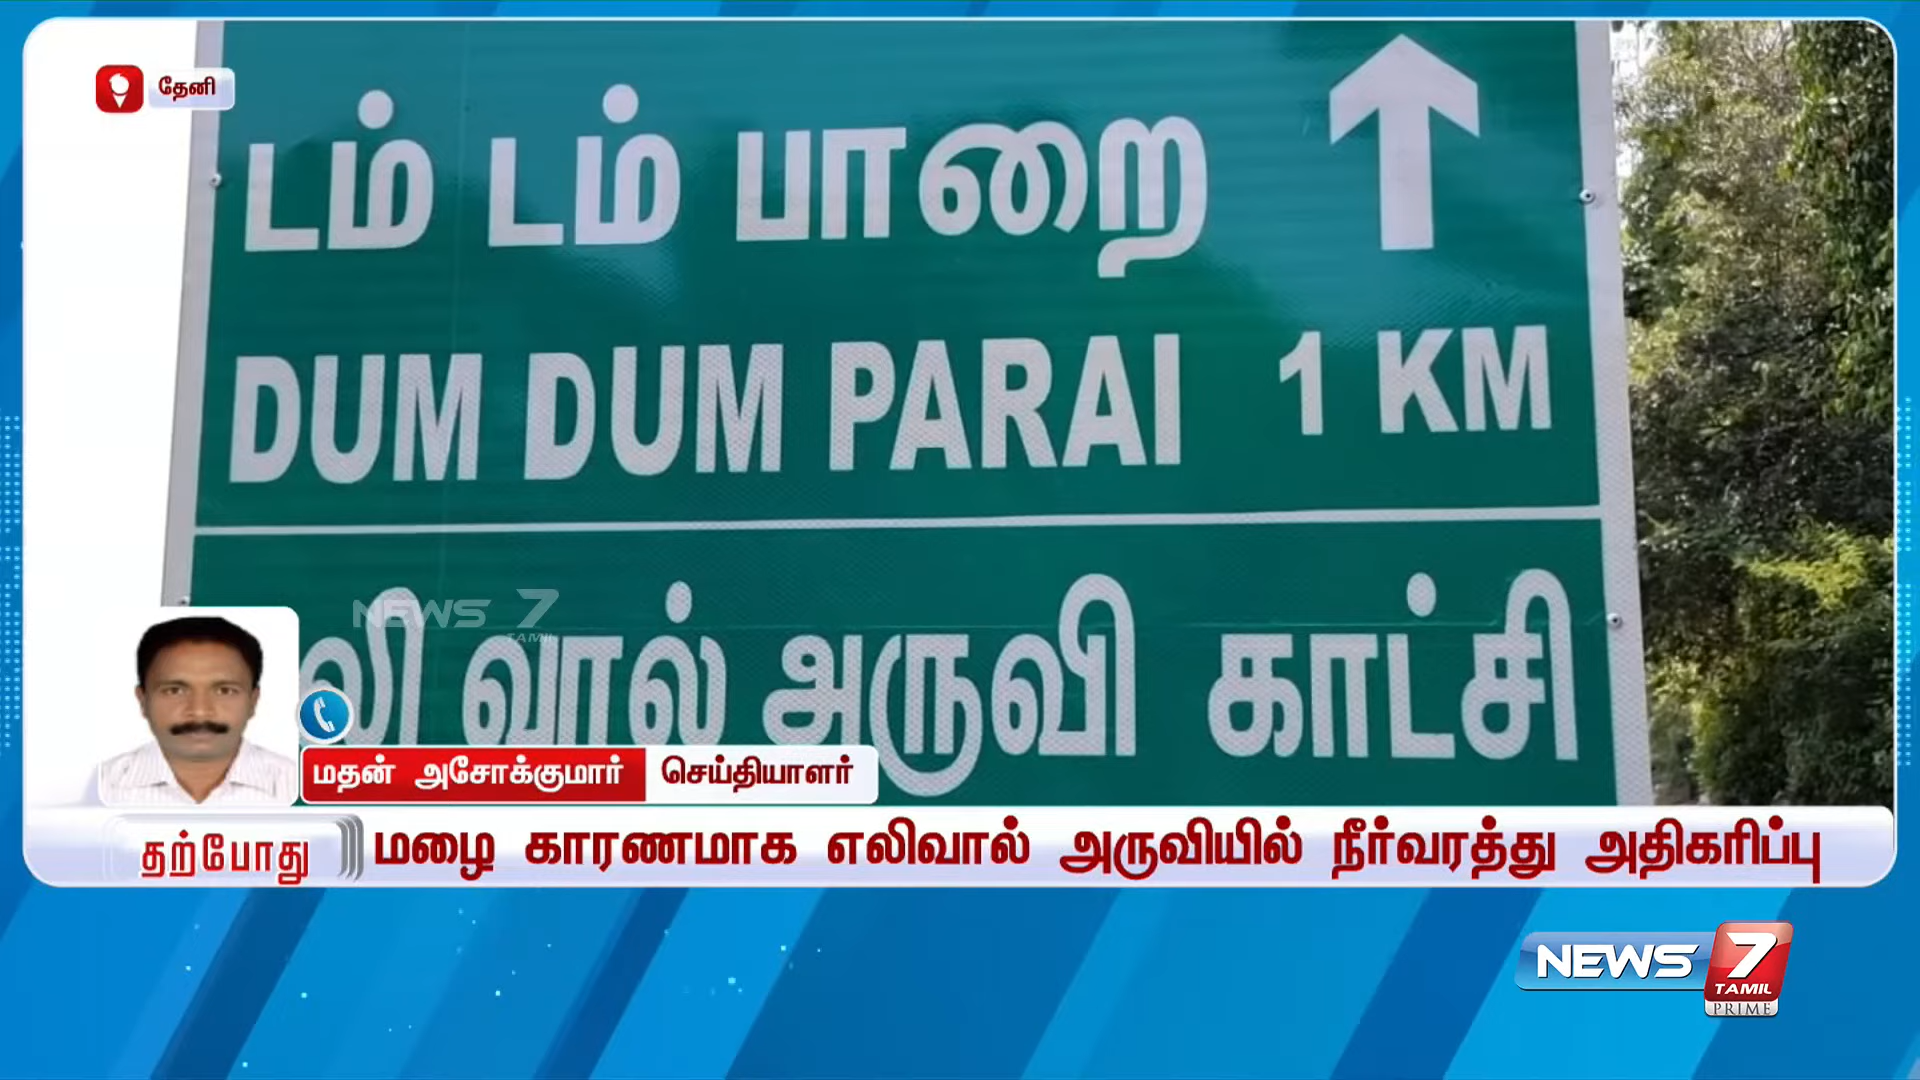 தேனி
டம் டம் பாறை
DUM DUM PARAI 1 KM
லி வால் அருவி காட்சி
NEWS 7
TAMIL
மதன் அசோக்குமார் செய்தியாளர்
தற்போது மழை காரணமாக எலிவால் அருவியில் நீர்வரத்து அதிகரிப்பு
NEWS 7
TAMIL
PRIME